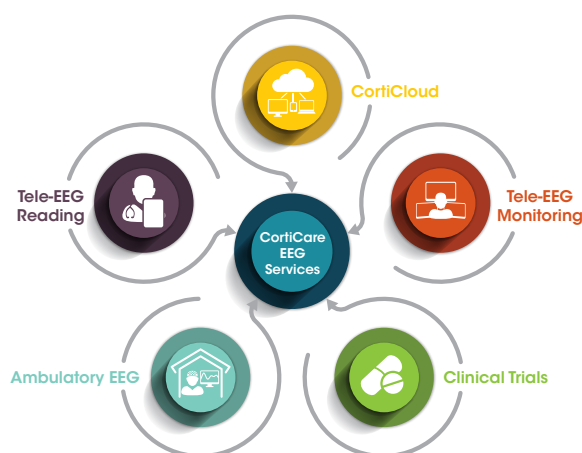 CortiCloud
Tele-EEG
Reading
Tele-EEG
Monitoring
CortiCare
EEG
Services
Ambulatory EEG
Clinical Trials